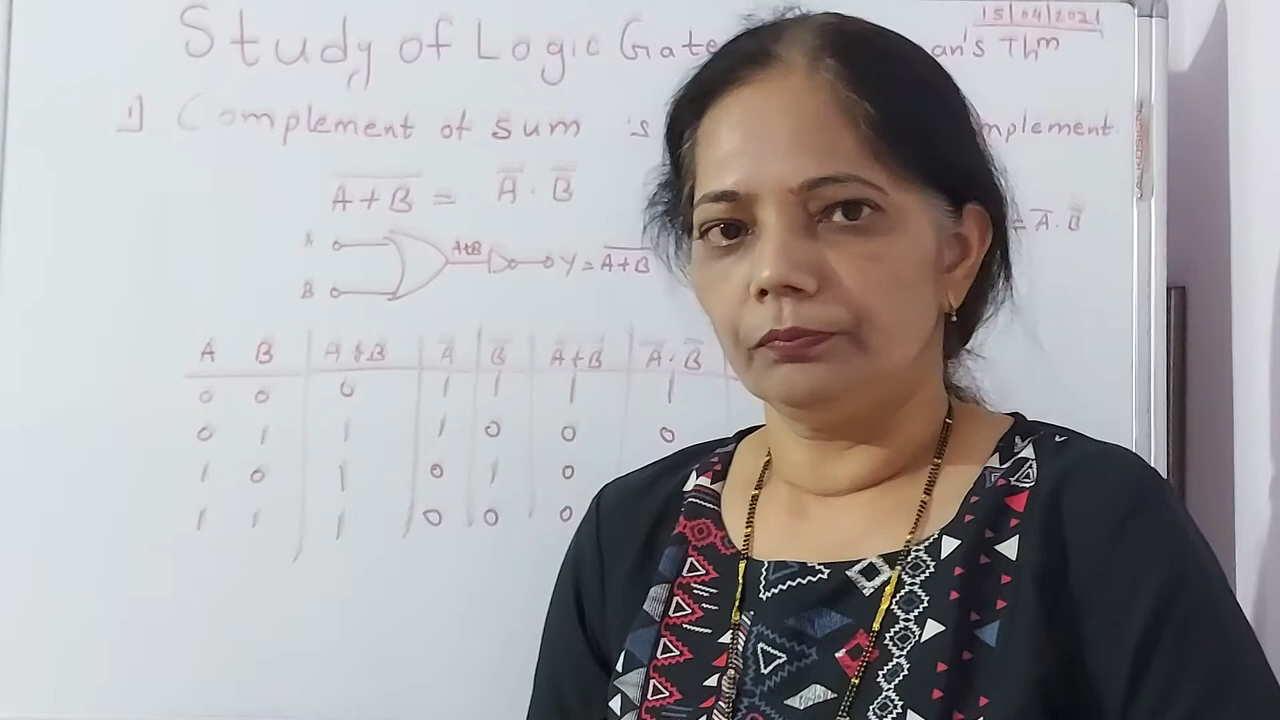 15/04/2021
Study of Logic Gate an's Thm
1] Complement of sum is mplement
A̅+̅B̅ = A̅ . B̅
= A̅ . B̅
A A+B Y = A̅+̅B̅
B
A B A+B A̅ B̅ A̅+̅B̅ A̅ . B̅
0 0 0 1 1 1 1
0 1 1 1 0 0 0
1 0 1 0 1 0
1 1 1 0 0 0